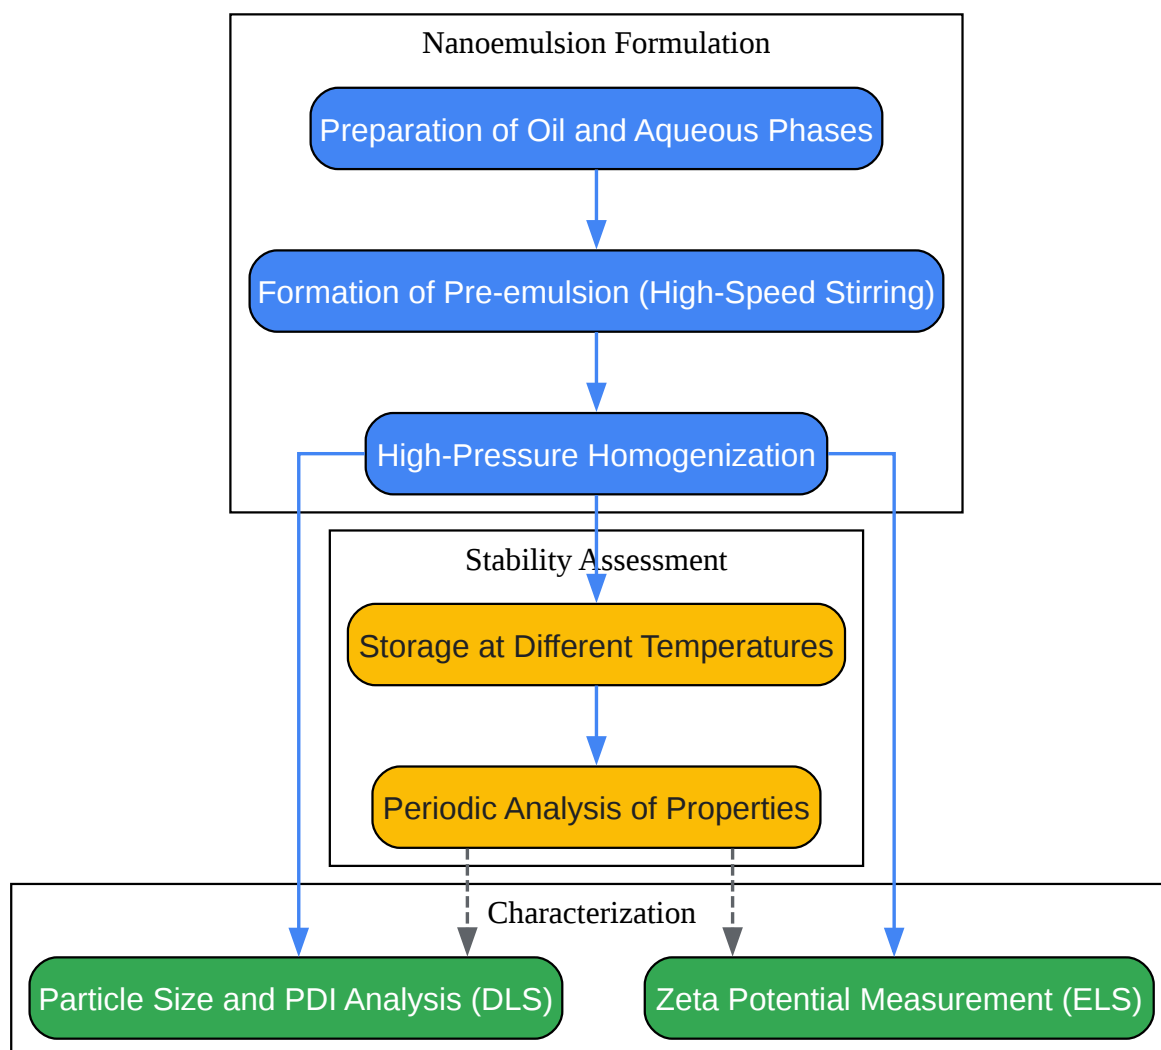 Nanoemulsion Formulation
Preparation of Oil and Aqueous Phases
Formation of Pre-emulsion (High-Speed Stirring)
High-Pressure Homogenization
Stability Assessment
Storage at Different Temperatures
Periodic Analysis of Properties
Characterization
Particle Size and PDI Analysis (DLS)
Zeta Potential Measurement (ELS)